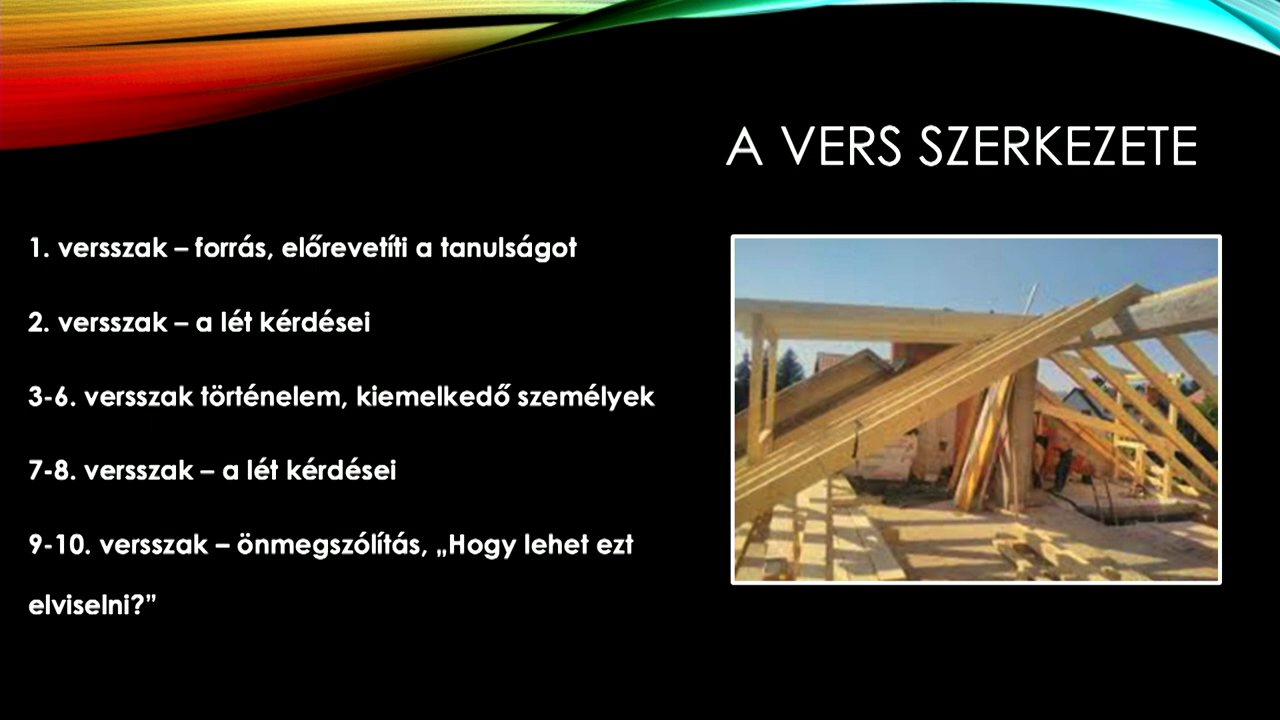 A VERS SZERKEZETE
1. versszak – forrás, előrevetíti a tanulságot
2. versszak – a lét kérdései
3-6. versszak történelem, kiemelkedő személyek
7-8. versszak – a lét kérdései
9-10. versszak – önmegszólítás, „Hogy lehet ezt
elviselni?”